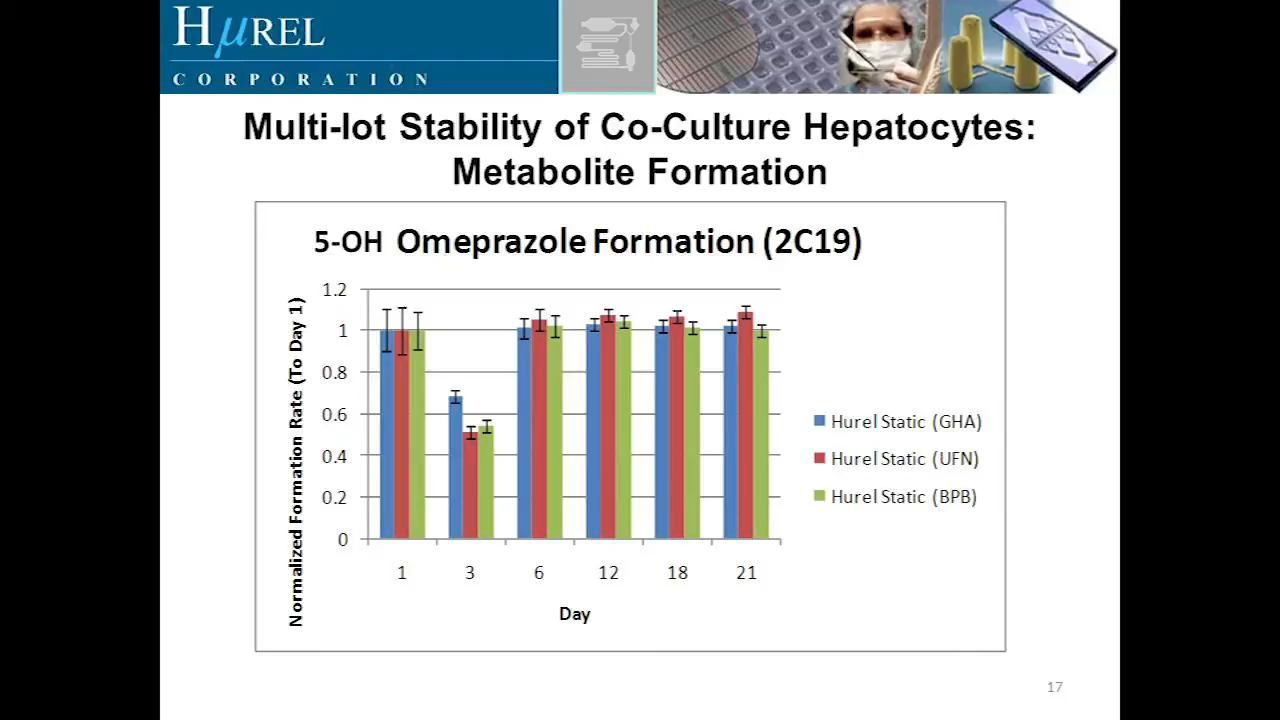 HμREL
CORPORATION
Multi-lot Stability of Co-Culture Hepatocytes:
Metabolite Formation
5-OH Omeprazole Formation (2C19)
Normalized Formation Rate (To Day 1)
1.2
1
0.8
0.6
0.4
0.2
0
1 3 6 12 18 21
Day
Hurel Static (GHA)
Hurel Static (UFN)
Hurel Static (BPB)
17